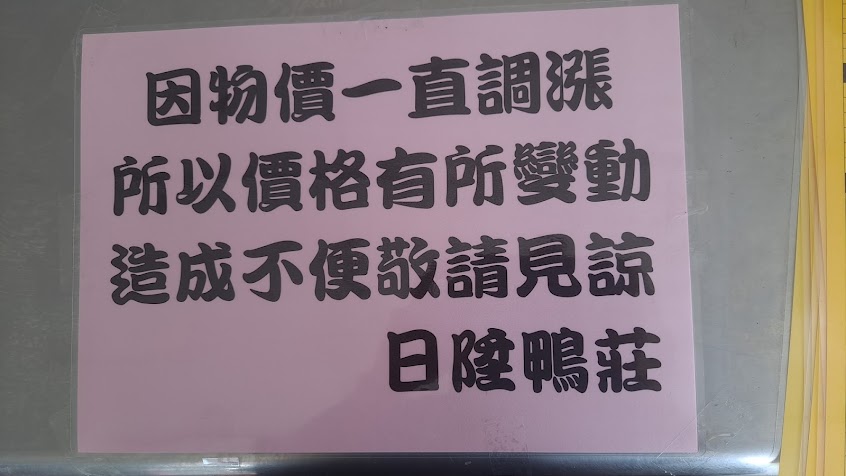 因物價一直調漲
所以價格有所變動
造成不便敬請見諒
日陞鴨莊